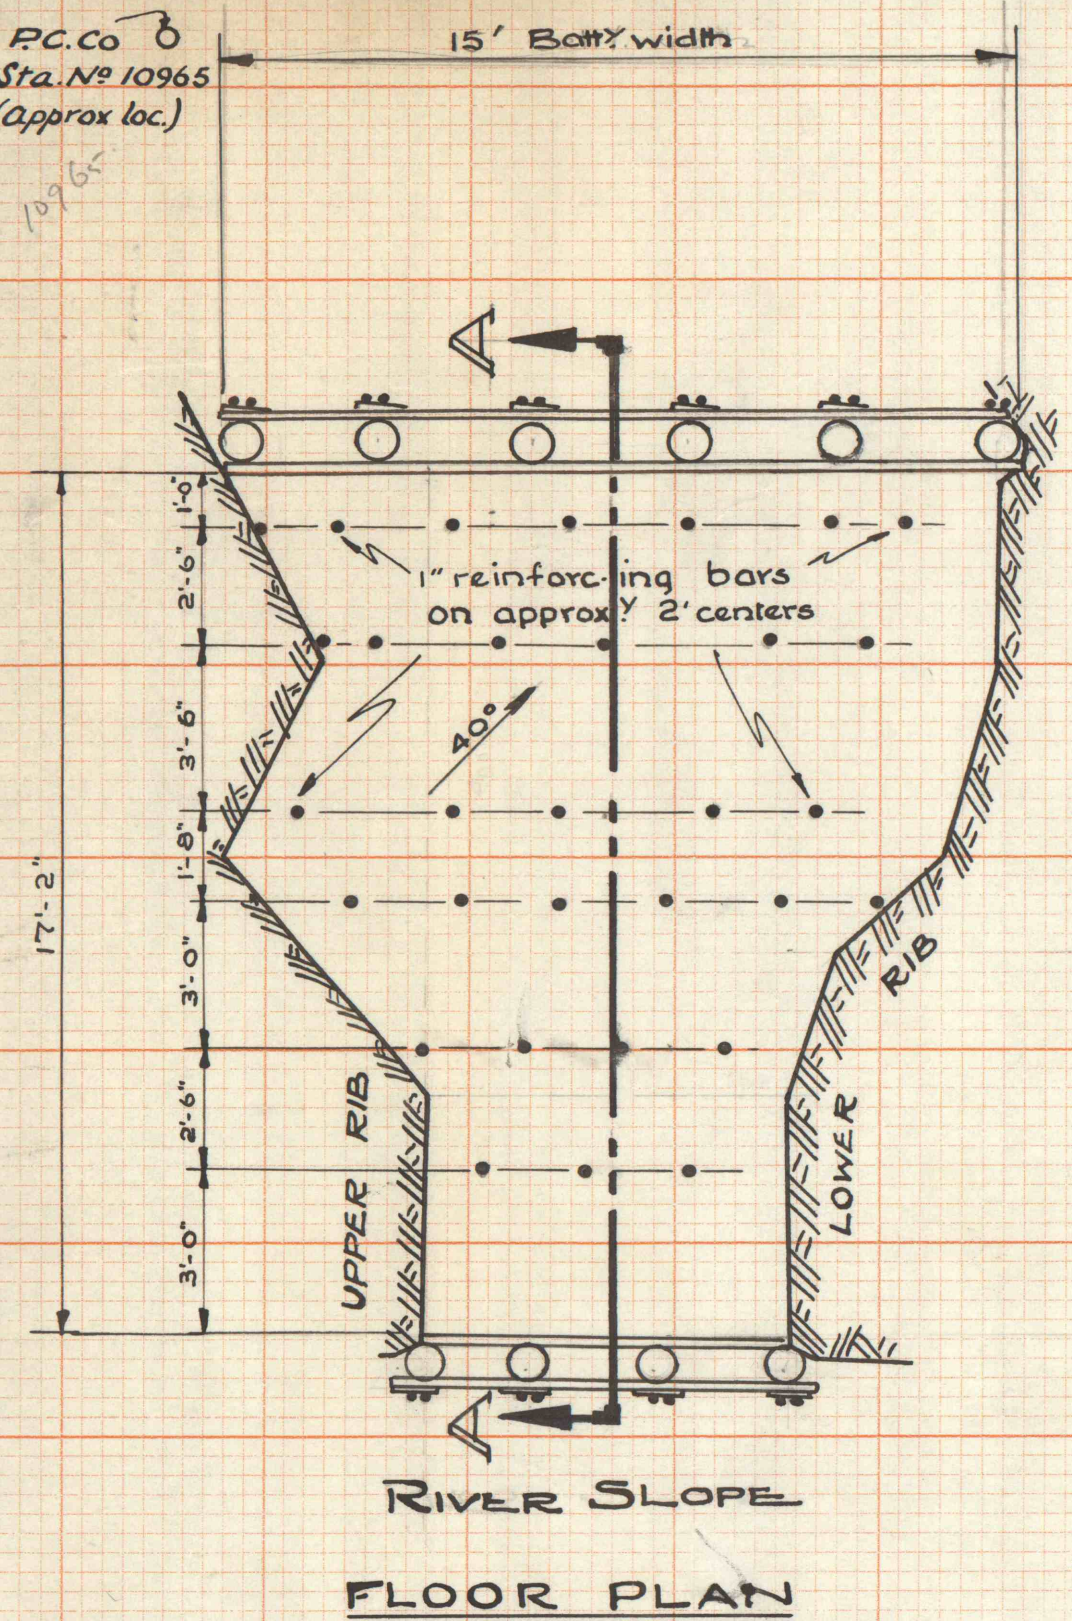 P.C.Co
Sta. Nº 10965
(approx loc.)
10965
15' Batt.y width
A
1'-0"
2'-6"
1" reinforc-ing bars
on approx.y 2' centers
3'-6"
40°
1'-8"
17'-2"
3'-0"
RIB
2'-6"
UPPER RIB
LOWER
3'-0"
A
RIVER SLOPE
FLOOR PLAN